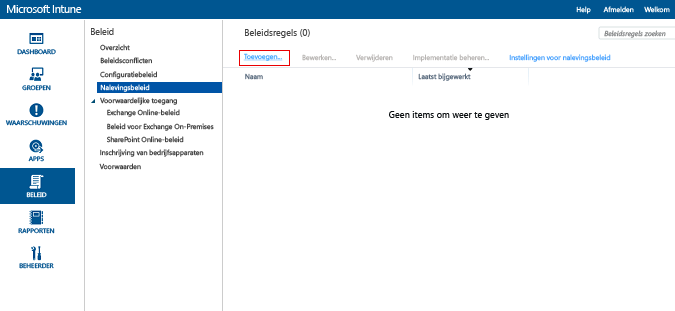 Microsoft Intune
Help Afmelden Welkom
DASHBOARD
GROEPEN
WAARSCHUWINGEN
APPS
BELEID
RAPPORTEN
BEHEERDER
Beleid
Overzicht
Beleidsconflicten
Configuratiebeleid
Nalevingsbeleid
Voorwaardelijke toegang
Exchange Online-beleid
Beleid voor Exchange On-Premises
SharePoint Online-beleid
Inschrijving van bedrijfsapparaten
Voorwaarden
Beleidsregels (0)
Beleidsregels zoeken
Toevoegen... Bewerken... Verwijderen Implementatie beheren... Instellingen voor nalevingsbeleid
Naam Laatst bijgewerkt
Geen items om weer te geven